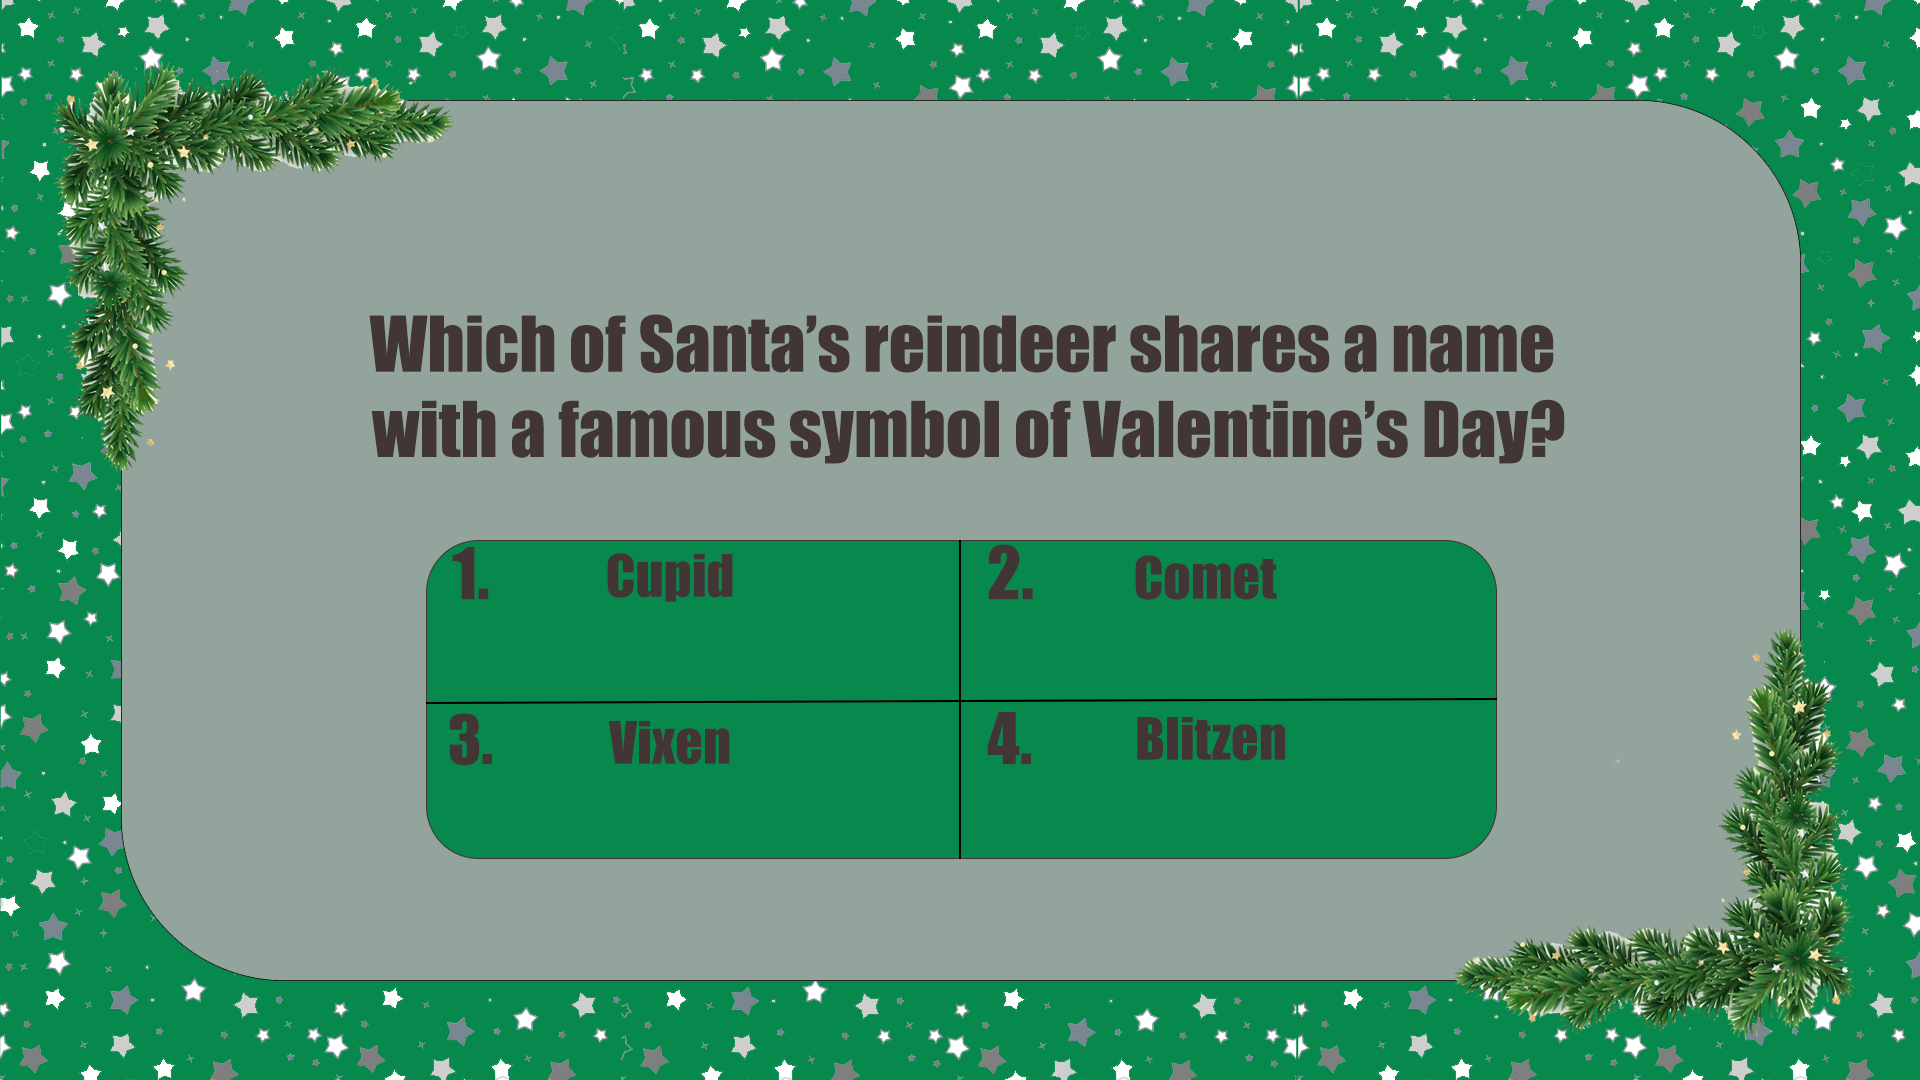 Which of Santa’s reindeer shares a name
with a famous symbol of Valentine’s Day?
1. Cupid
2. Comet
3. Vixen
4. Blitzen